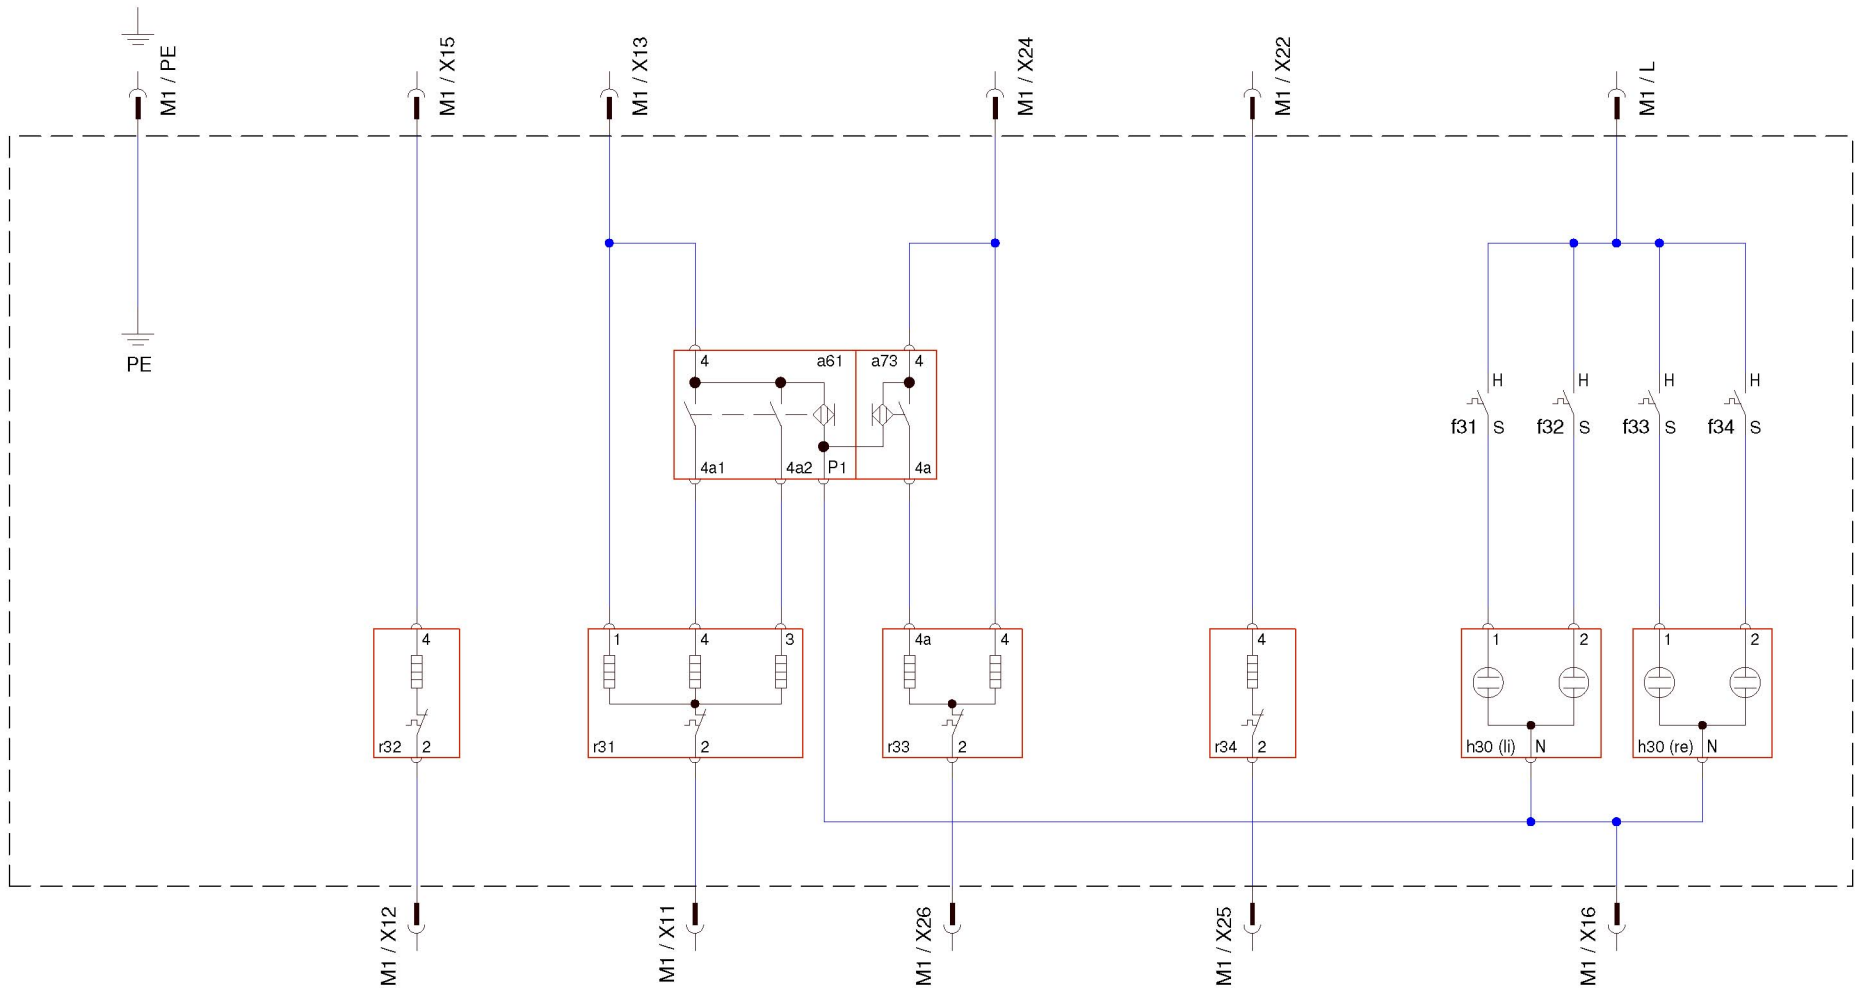 M1 / PE
M1 / X15
M1 / X13
M1 / X24
M1 / X22
M1 / L
PE
4
a61
a73
4
4a1
4a2
P1
4a
H
H
H
H
f31
S
f32
S
f33
S
f34
S
4
1
4
3
4a
4
4
1
2
1
2
r32
2
r31
2
r33
2
r34
2
h30 (li)
N
h30 (re)
N
M1 / X12
M1 / X11
M1 / X26
M1 / X25
M1 / X16